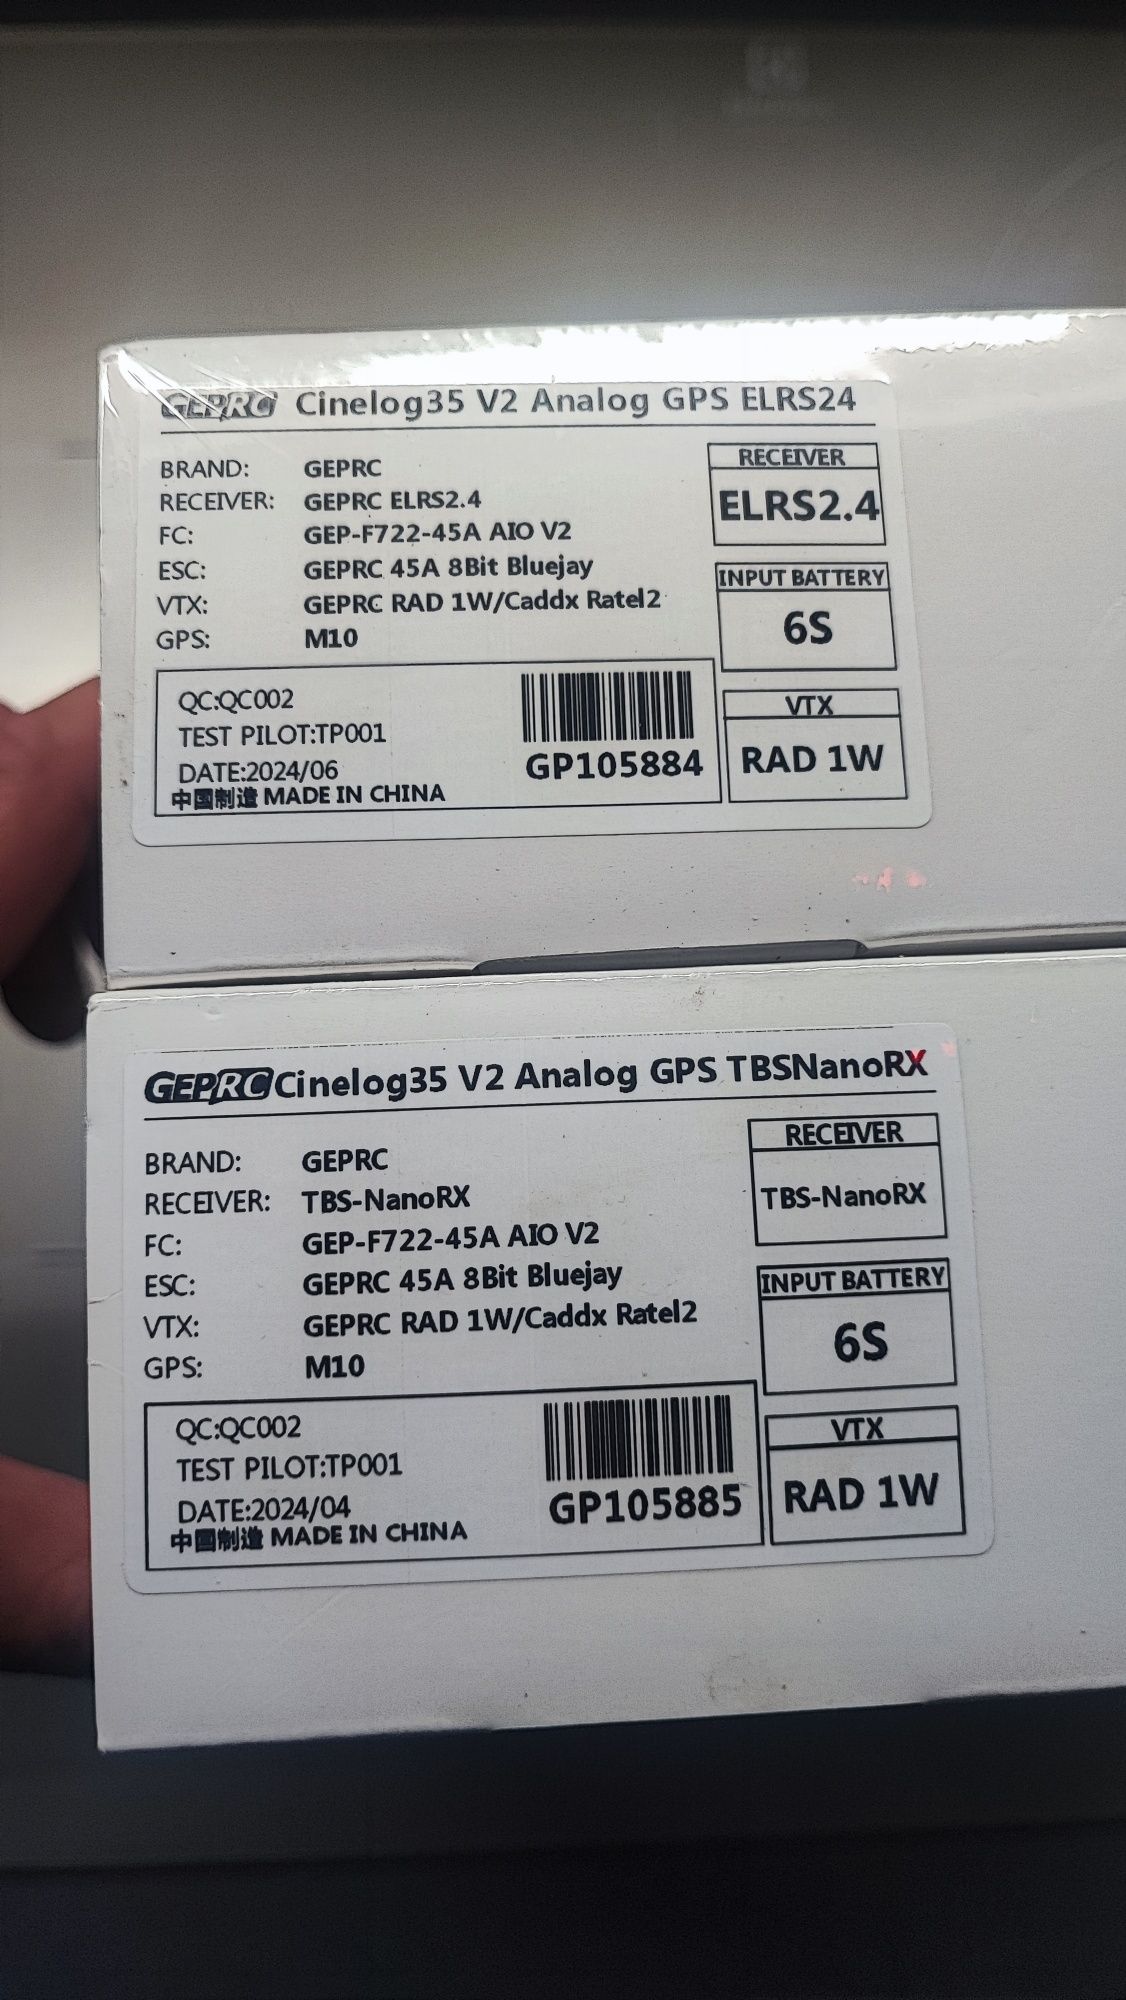 GEPRC Cinelog35 V2 Analog GPS ELRS24
BRAND: GEPRC
RECEIVER: GEPRC ELRS2.4
FC: GEP-F722-45A AIO V2
ESC: GEPRC 45A 8Bit Bluejay
VTX: GEPRC RAD 1W/Caddx Ratel2
GPS: M10
RECEIVER
ELRS2.4
INPUT BATTERY
6S
VTX
RAD 1W
QC:QC002
TEST PILOT:TP001
DATE:2024/06
中国制造 MADE IN CHINA
GP105884
GEPRC Cinelog35 V2 Analog GPS TBSNanoRX
BRAND: GEPRC
RECEIVER: TBS-NanoRX
FC: GEP-F722-45A AIO V2
ESC: GEPRC 45A 8Bit Bluejay
VTX: GEPRC RAD 1W/Caddx Ratel2
GPS: M10
RECEIVER
TBS-NanoRX
INPUT BATTERY
6S
VTX
RAD 1W
QC:QC002
TEST PILOT:TP001
DATE:2024/04
中国制造 MADE IN CHINA
GP105885